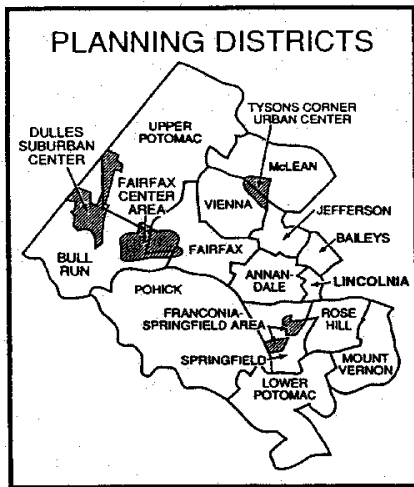 PLANNING DISTRICTS
TYSONS CORNER
URBAN CENTER
DULLES
SUBURBAN
CENTER
UPPER
POTOMAC
McLEAN
FAIRFAX
CENTER
AREA
VIENNA
JEFFERSON
BAILEYS
FAIRFAX
BULL
RUN
ANNAN-
DALE
LINCOLNIA
POHICK
FRANCONIA-
SPRINGFIELD AREA
ROSE
HILL
SPRINGFIELD
MOUNT
VERNON
LOWER
POTOMAC